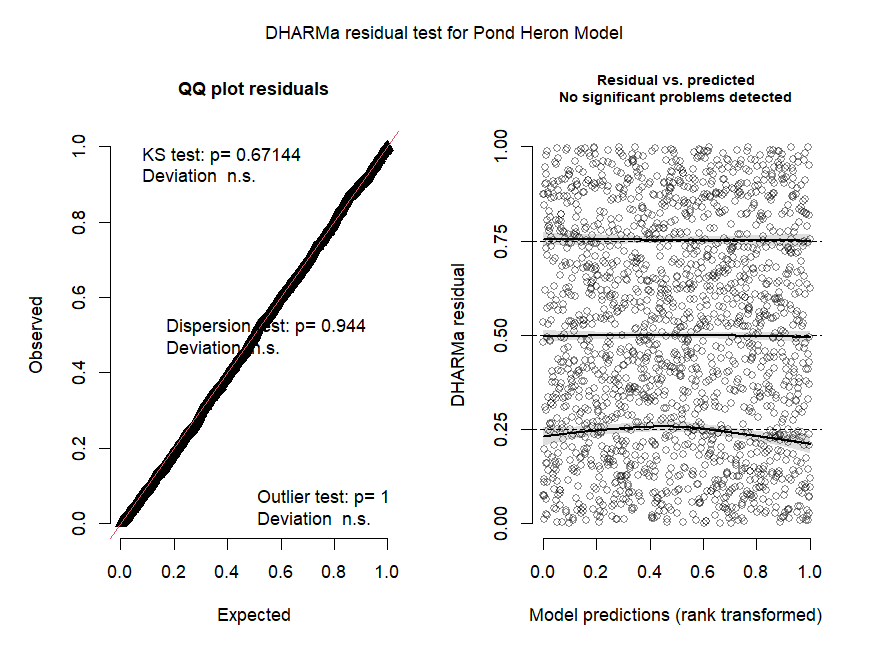 DHARMa residual test for Pond Heron Model
QQ plot residuals
KS test: p= 0.67144
Deviation n.s.
Dispersion test: p= 0.944
Deviation n.s.
Outlier test: p= 1
Deviation n.s.
Observed
1.0
0.8
0.6
0.4
0.2
0.0
0.0 0.2 0.4 0.6 0.8 1.0
Expected
Residual vs. predicted
No significant problems detected
DHARMa residual
1.00
0.75
0.50
0.25
0.00
0.0 0.2 0.4 0.6 0.8 1.0
Model predictions (rank transformed)